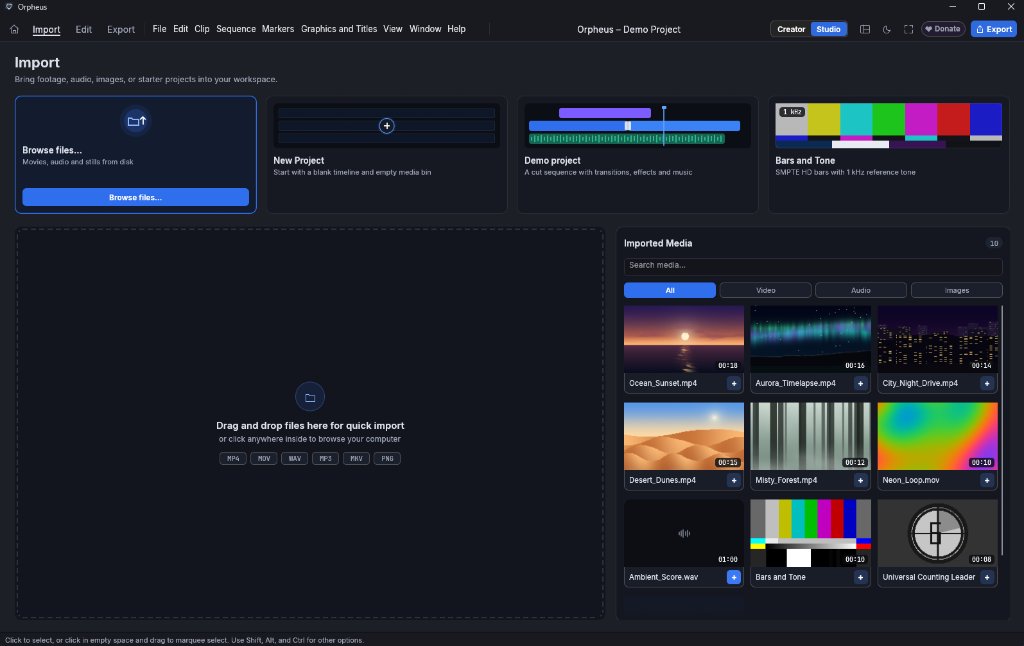 Orpheus
Import Edit Export File Edit Clip Sequence Markers Graphics and Titles View Window Help Orpheus – Demo Project Creator Studio Donate Export
Import
Bring footage, audio, images, or starter projects into your workspace.
Browse files...
Movies, audio and stills from disk
Browse files...
New Project
Start with a blank timeline and empty media bin
Demo project
A cut sequence with transitions, effects and music
1 kHz
Bars and Tone
SMPTE HD bars with 1 kHz reference tone
Drag and drop files here for quick import
or click anywhere inside to browse your computer
MP4 MOV WAV MP3 MKV PNG
Imported Media 10
Search media...
All Video Audio Images
00:18 00:16 00:14
Ocean_Sunset.mp4 Aurora_Timelapse.mp4 City_Night_Drive.mp4
00:15 00:12 00:10
Desert_Dunes.mp4 Misty_Forest.mp4 Neon_Loop.mov
01:00 00:10 00:08
Ambient_Score.wav Bars and Tone Universal Counting Leader
Click to select, or click in empty space and drag to marquee select. Use Shift, Alt, and Ctrl for other options.